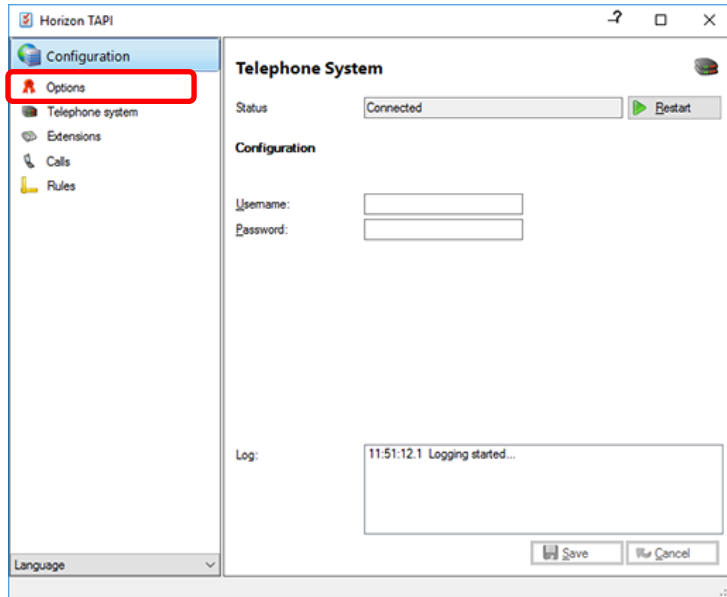 Horizon TAPI
Configuration
Options
Telephone system
Extensions
Calls
Rules
Language
Telephone System
Status
Connected
Restart
Configuration
Username:
Password:
Log:
11:51:12.1 Logging started...
Save
Cancel